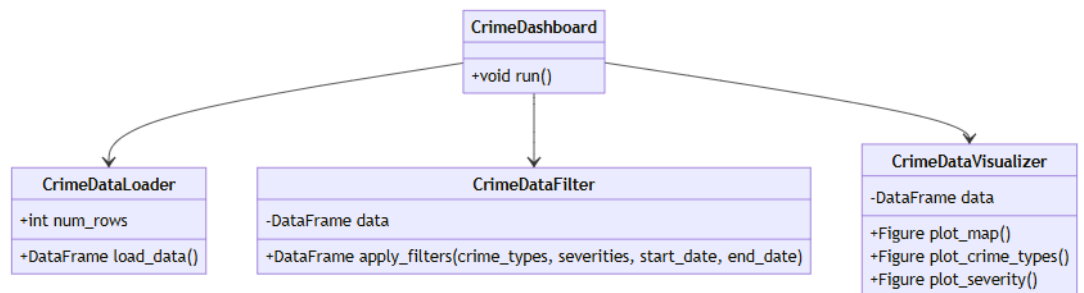 CrimeDashboard
+void run()
CrimeDataLoader
+int num_rows
+DataFrame load_data()
CrimeDataFilter
-DataFrame data
+DataFrame apply_filters(crime_types, severities, start_date, end_date)
CrimeDataVisualizer
-DataFrame data
+Figure plot_map()
+Figure plot_crime_types()
+Figure plot_severity()